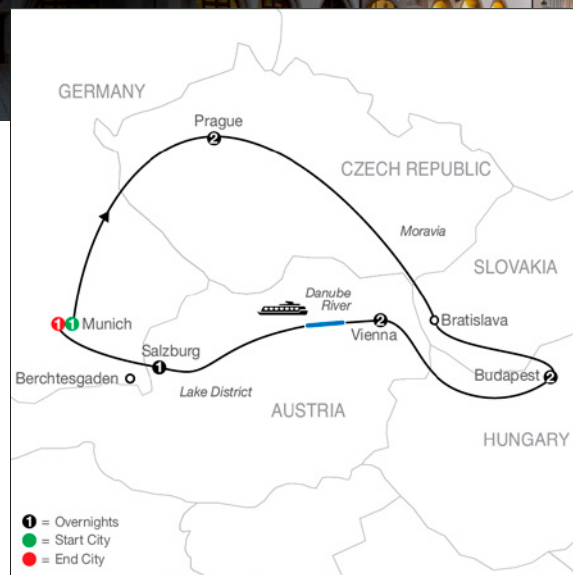 GERMANY
Prague
2
CZECH REPUBLIC
Moravia
SLOVAKIA
Danube
River
1 1 Munich
2
Vienna
Bratislava
Salzburg
1
Berchtesgaden
Lake District
Budapest 2
AUSTRIA
HUNGARY
1 = Overnights
= Start City
= End City